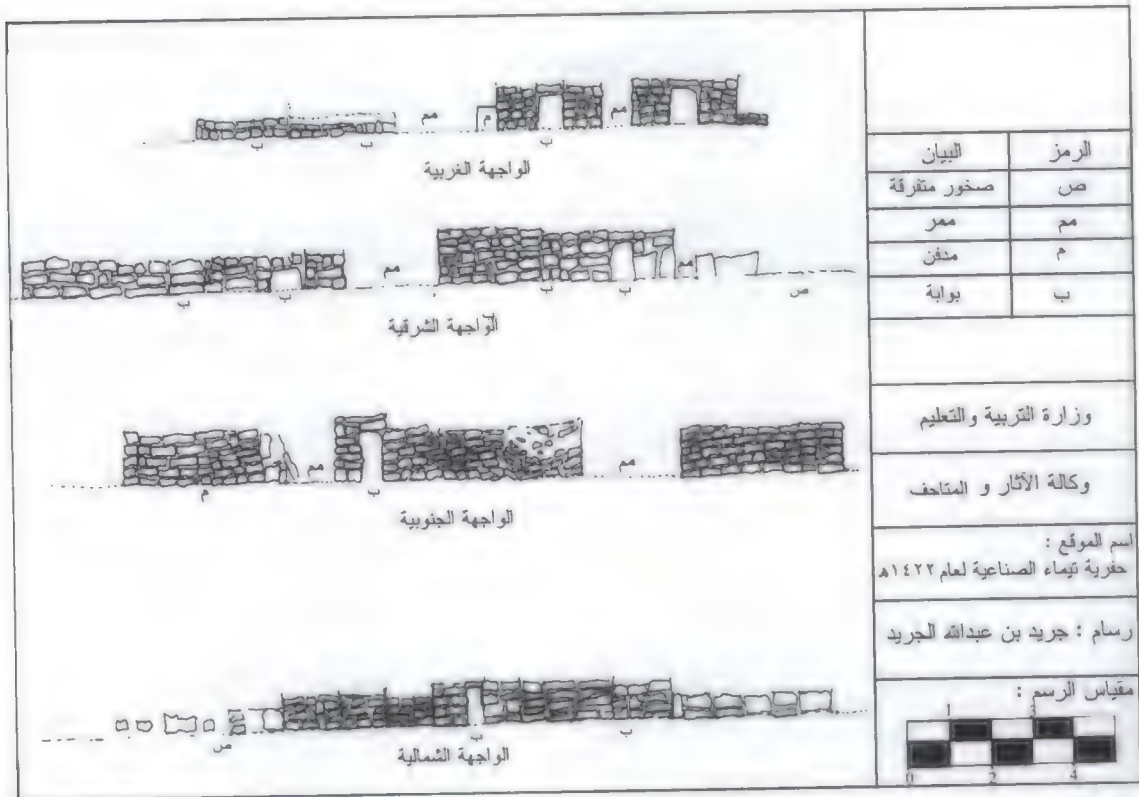 مم م مم
ب ب ب
الواجهة الغربية
مم مم
ب ب ب ب ص
الواجهة الشرقية
مم مم
م ب
الواجهة الجنوبية
ص ب ب
الواجهة الشمالية
الرمز البيان
ص صخور متفرقة
مم ممر
م مدفن
ب بوابة
وزارة التربية والتعليم
وكالة الآثار و المتاحف
اسم الموقع :
حفرية تيماء الصناعية لعام ١٤٢٢هـ
رسام : جريد بن عبدالله الجريد
مقياس الرسم :
1 3
0 2 4